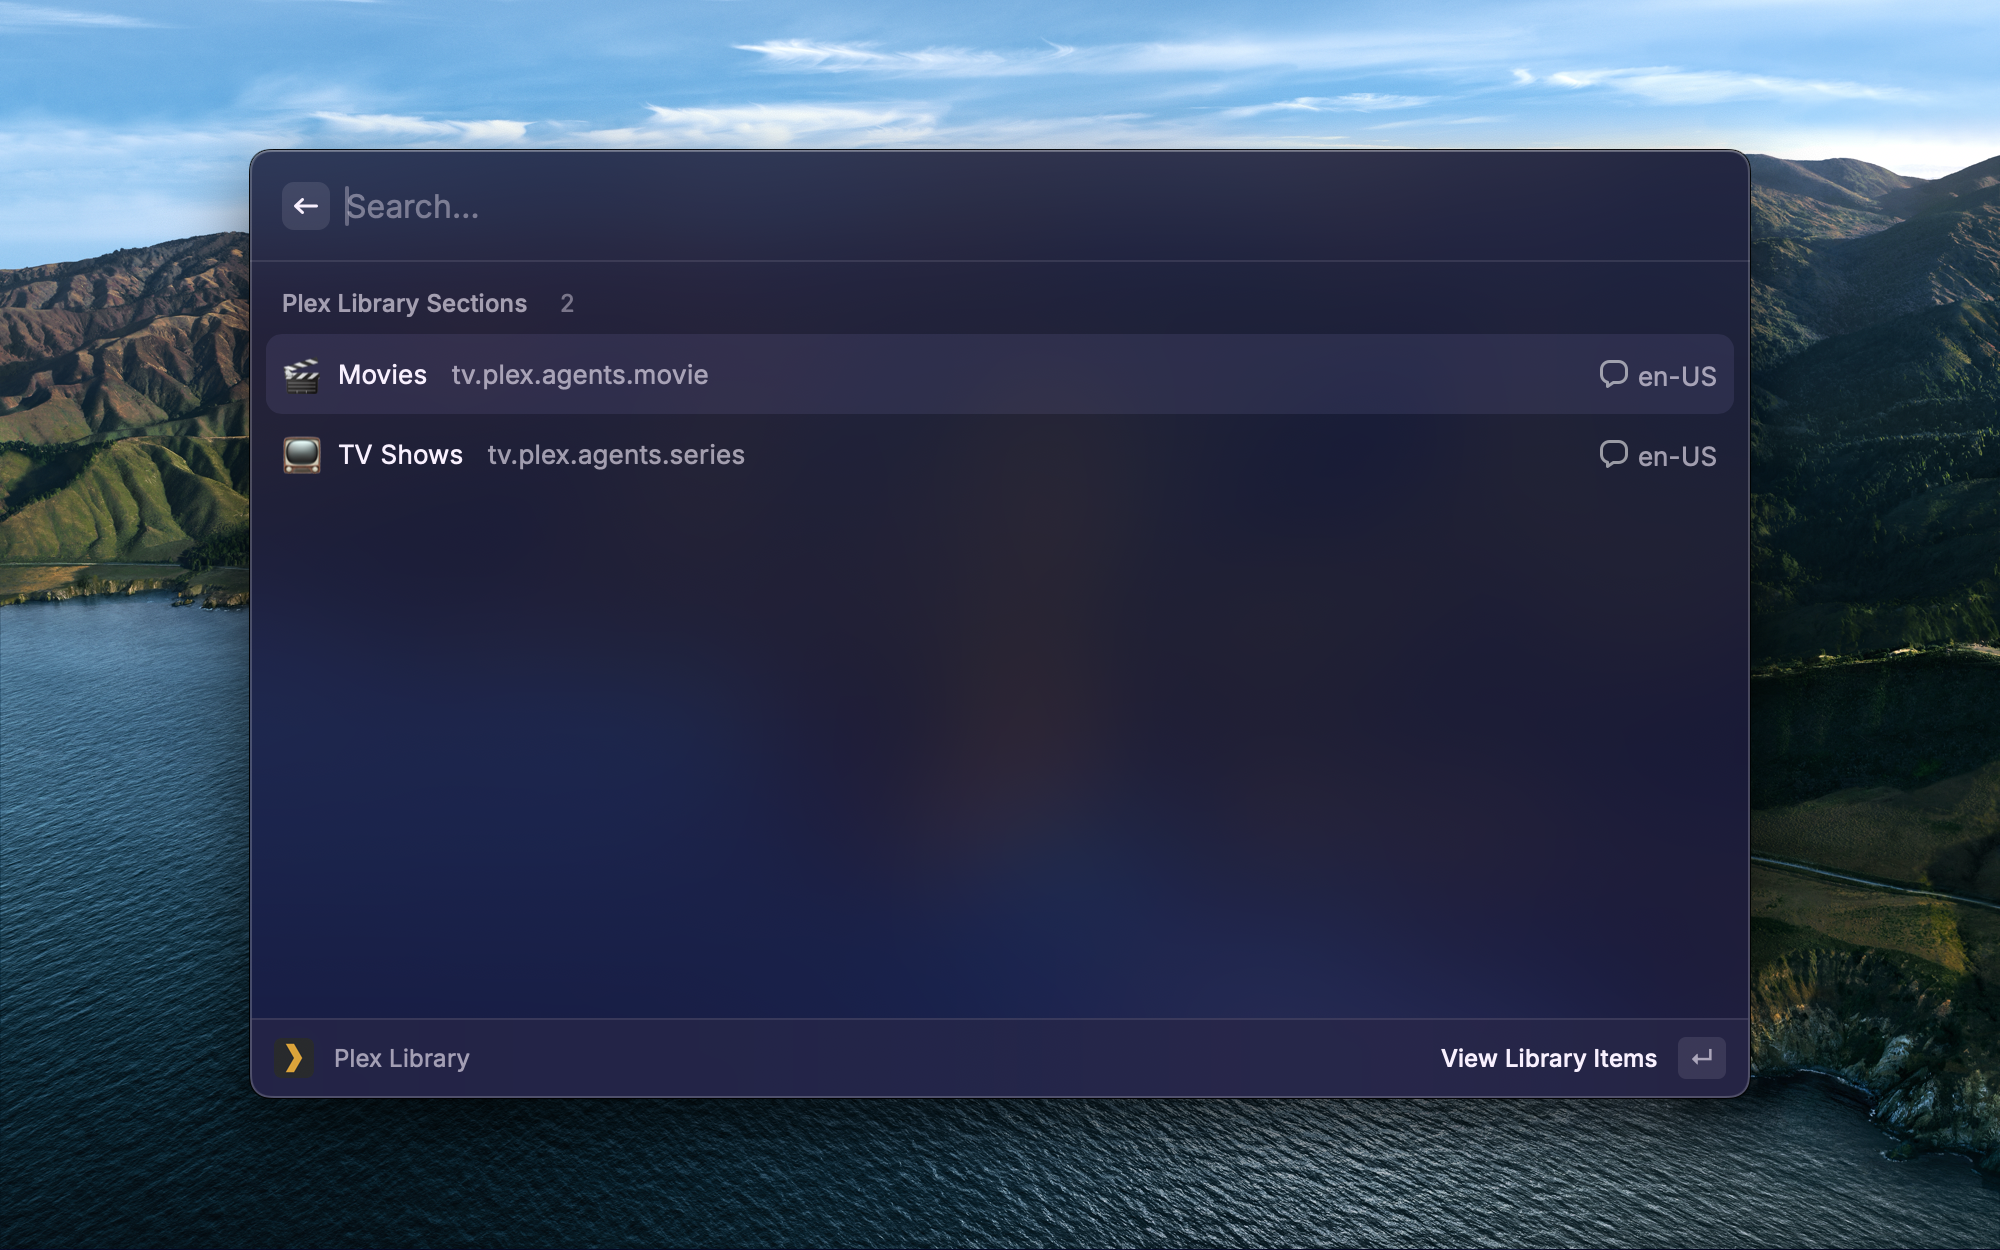 Search...
Plex Library Sections 2
Movies tv.plex.agents.movie en-US
TV Shows tv.plex.agents.series en-US
Plex Library View Library Items